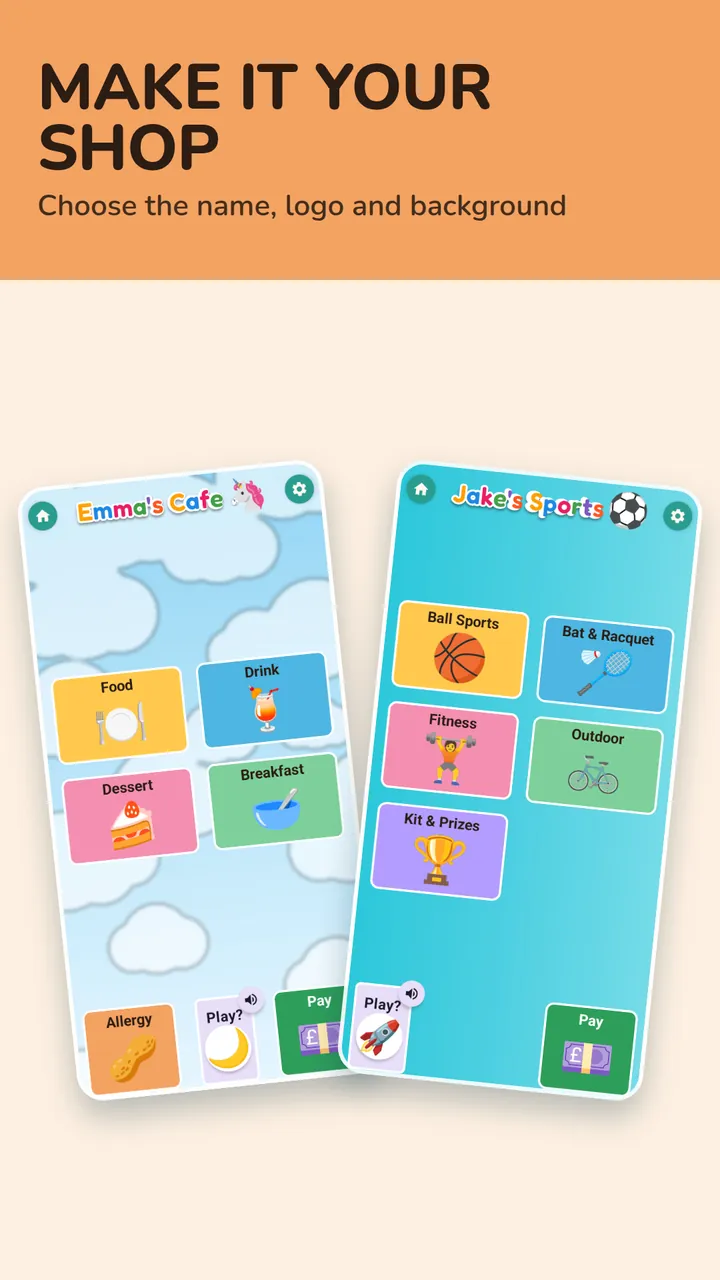 MAKE IT YOUR
SHOP
Choose the name, logo and background
Emma's Cafe
Food
Drink
Dessert
Breakfast
Allergy
Play?
Pay
£
Jake's Sports
Ball Sports
Bat & Racquet
Fitness
Outdoor
Kit & Prizes
Play?
Pay
£